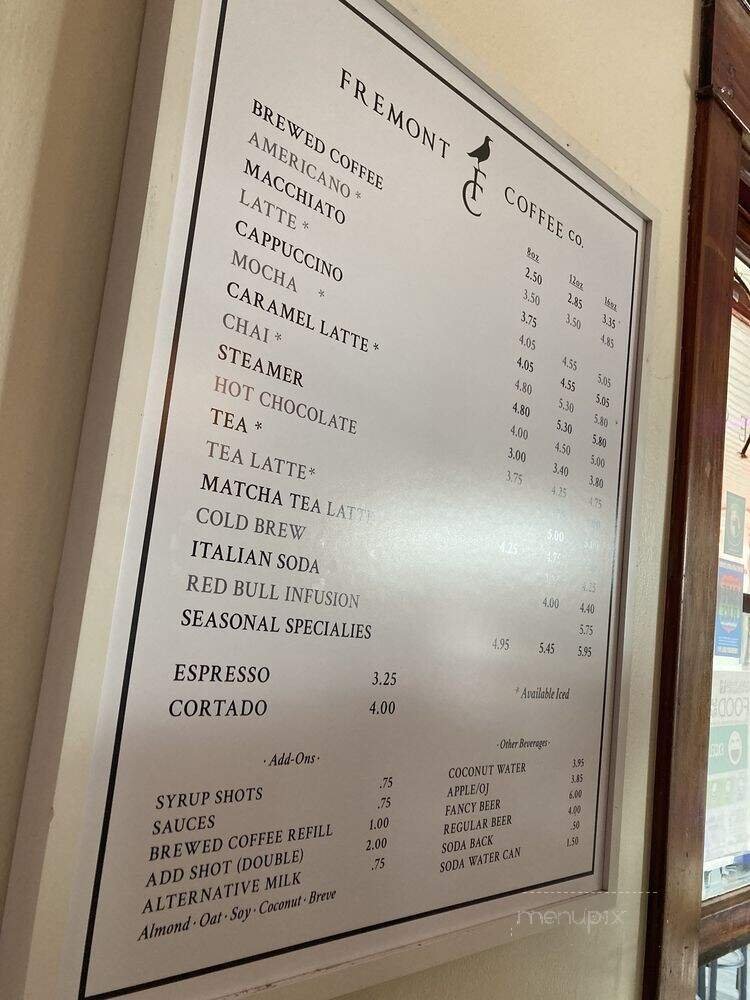 FREMONT FC COFFEE CO.
8oz 12oz 16oz
BREWED COFFEE 2.50 2.85 3.35
AMERICANO * 3.50 3.50 4.85
MACCHIATO 3.75
LATTE * 4.05 4.55 5.05
CAPPUCCINO 4.05 4.55 5.05
MOCHA * 4.80 5.30 5.80
CARAMEL LATTE * 4.80 5.30 5.80
CHAI * 4.00 4.50 5.00
STEAMER 3.00 3.40 3.80
HOT CHOCOLATE 3.75 4.25 4.75
TEA *
TEA LATTE* 5.00
MATCHA TEA LATTE 4.25
COLD BREW 4.25
ITALIAN SODA 4.00 4.40
RED BULL INFUSION 5.75
SEASONAL SPECIALIES 4.95 5.45 5.95
ESPRESSO 3.25
CORTADO 4.00
* Available Iced
· Add-Ons ·
SYRUP SHOTS .75
SAUCES .75
BREWED COFFEE REFILL 1.00
ADD SHOT (DOUBLE) 2.00
ALTERNATIVE MILK .75
Almond · Oat · Soy · Coconut · Breve
· Other Beverages ·
COCONUT WATER 3.95
APPLE/OJ 3.85
FANCY BEER 6.00
REGULAR BEER 4.00
SODA BACK .50
SODA WATER CAN 1.50
menupix